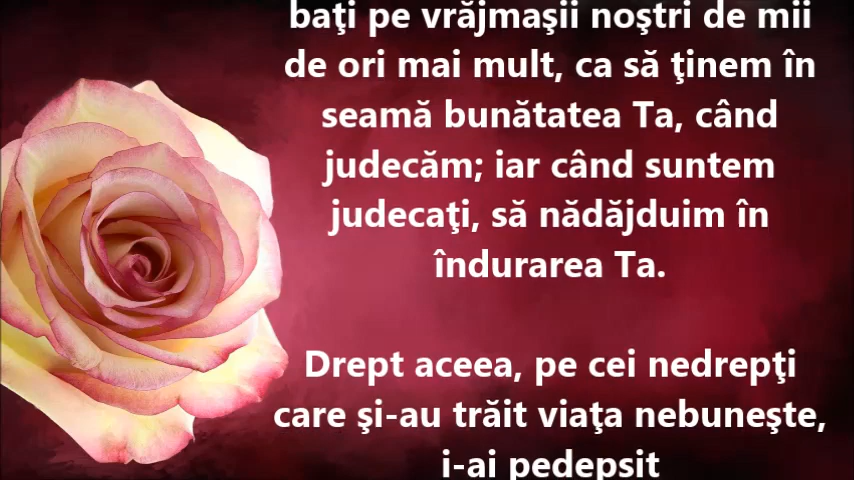 baţi pe vrăjmaşii noştri de mii
de ori mai mult, ca să ţinem în
seamă bunătatea Ta, când
judecăm; iar când suntem
judecaţi, să nădăjduim în
îndurarea Ta.
Drept aceea, pe cei nedrepţi
care şi-au trăit viaţa nebuneşte,
i-ai pedepsit